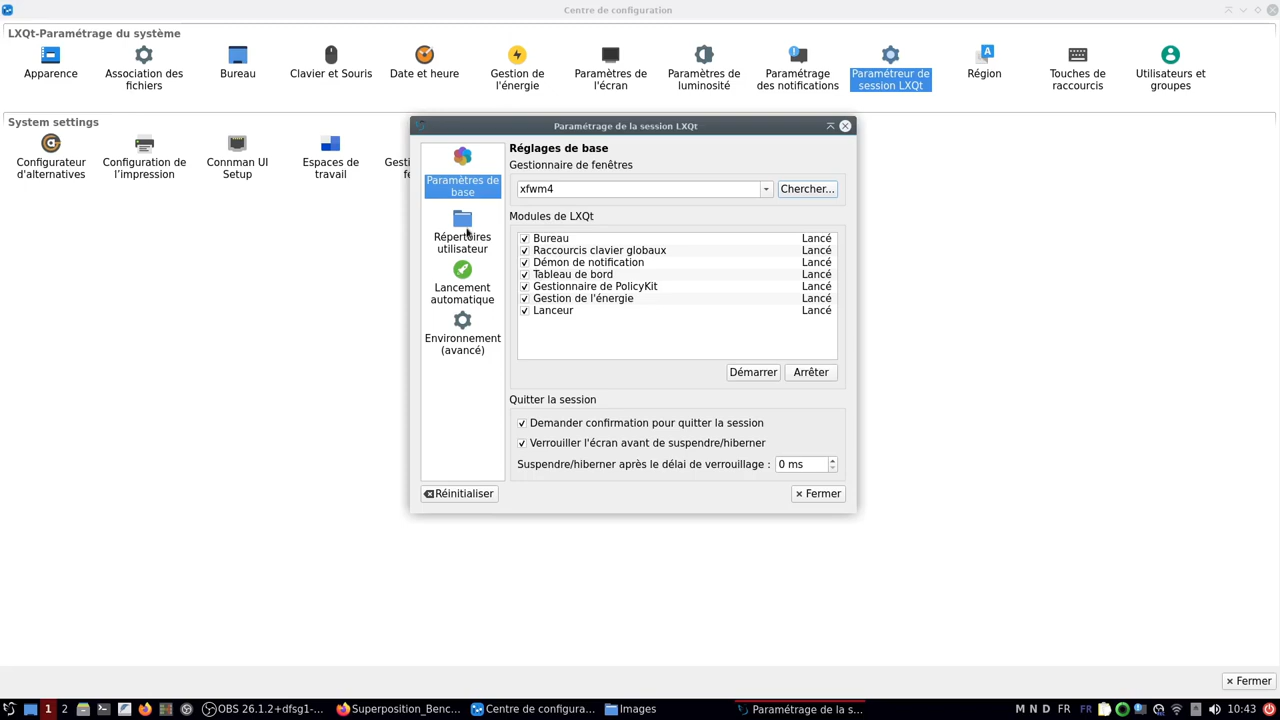 Centre de configuration
LXQt-Paramétrage du système
Apparence
Association des
fichiers
Bureau
Clavier et Souris
Date et heure
Gestion de
l'énergie
Paramètres de
l'écran
Paramètres de
luminosité
Paramétrage
des notifications
Paramétreur de
session LXQt
Région
Touches de
raccourcis
Utilisateurs et
groupes
System settings
Configurateur
d'alternatives
Configuration de
l'impression
Connman UI
Setup
Espaces de
travail
Paramétrage de la session LXQt
Paramètres de
base
Répertoires
utilisateur
Lancement
automatique
Environnement
(avancé)
Réglages de base
Gestionnaire de fenêtres
xfwm4
Chercher...
Modules de LXQt
Bureau Lancé
Raccourcis clavier globaux Lancé
Démon de notification Lancé
Tableau de bord Lancé
Gestionnaire de PolicyKit Lancé
Gestion de l'énergie Lancé
Lanceur Lancé
Démarrer
Arrêter
Quitter la session
Demander confirmation pour quitter la session
Verrouiller l'écran avant de suspendre/hiberner
Suspendre/hiberner après le délai de verrouillage : 0 ms
Réinitialiser
Fermer
Fermer
1 2 OBS 26.1.2+dfsg1-... Superposition_Benc... Centre de configura... Images Paramétrage de la s... M N D FR FR 10:43